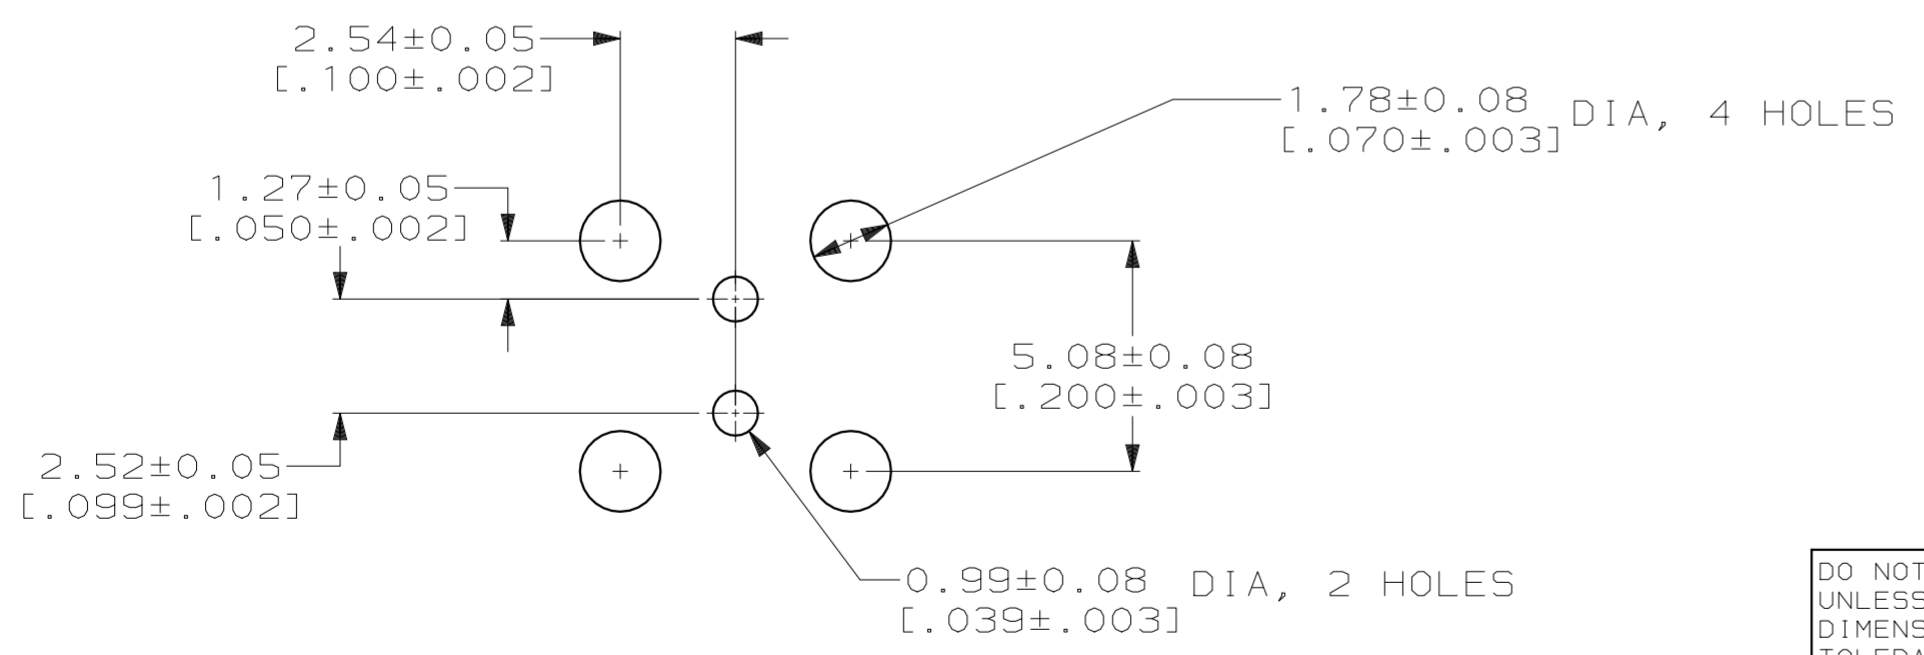 2.54±0.05
[.100±.002]
1.78±0.08 DIA, 4 HOLES
[.070±.003]
1.27±0.05
[.050±.002]
5.08±0.08
[.200±.003]
2.52±0.05
[.099±.002]
0.99±0.08 DIA, 2 HOLES
[.039±.003]
DO NOT
UNLESS
DIMENS